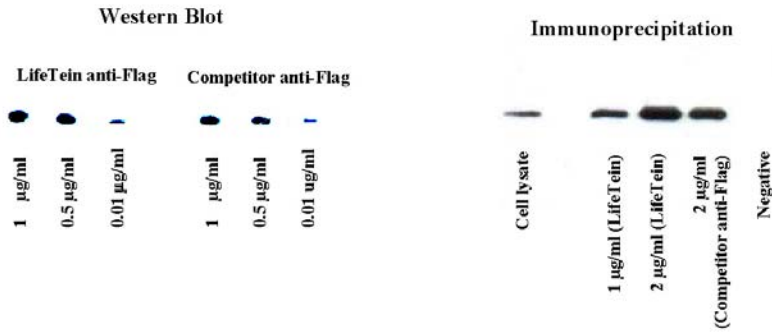 Western Blot
LifeTein anti-Flag
Competitor anti-Flag
1 µg/ml
0.5 µg/ml
0.01 µg/ml
1 µg/ml
0.5 µg/ml
0.01 ug/ml
Immunoprecipitation
Cell lysate
1 µg/ml (LifeTein)
2 µg/ml (LifeTein)
2 µg/ml
(Competitor anti-Flag)
Negative